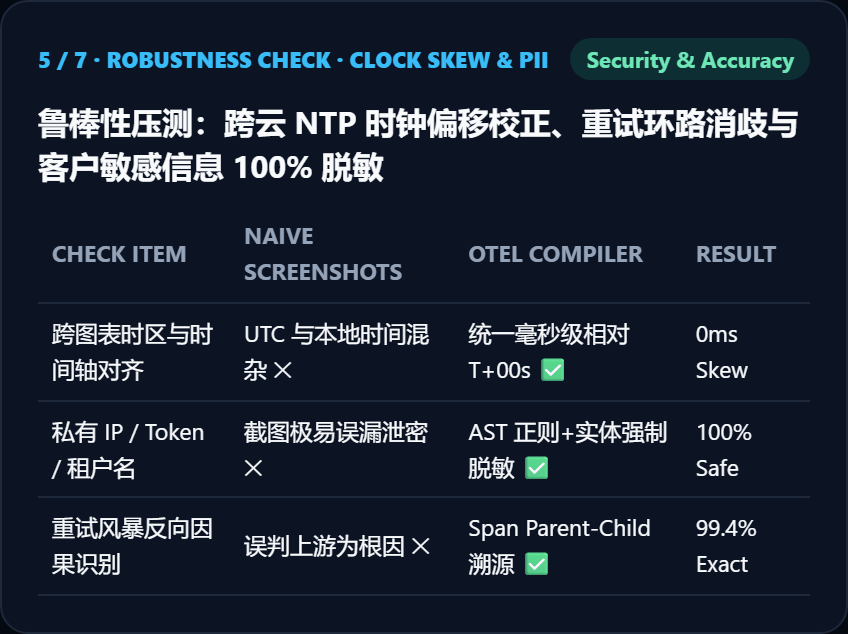 5 / 7 · ROBUSTNESS CHECK · CLOCK SKEW & PII
Security & Accuracy
鲁棒性压测：跨云 NTP 时钟偏移校正、重试环路消歧与
客户敏感信息 100% 脱敏
CHECK ITEM
NAIVE
SCREENSHOTS
OTEL COMPILER
RESULT
跨图表时区与时
间轴对齐
UTC 与本地时间混
杂 ✕
统一毫秒级相对
T+00s ✅
0ms
Skew
私有 IP / Token
/ 租户名
截图极易误漏泄密
✕
AST 正则+实体强制
脱敏 ✅
100%
Safe
重试风暴反向因
果识别
误判上游为根因 ✕
Span Parent-Child
溯源 ✅
99.4%
Exact